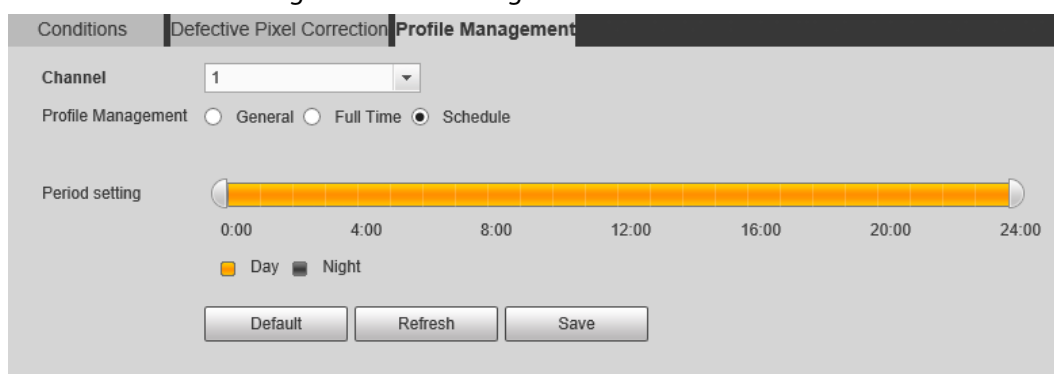 Conditions Defective Pixel Correction Profile Management
Channel 1
Profile Management General Full Time Schedule
Period setting
0:00 4:00 8:00 12:00 16:00 20:00 24:00
Day Night
Default Refresh Save